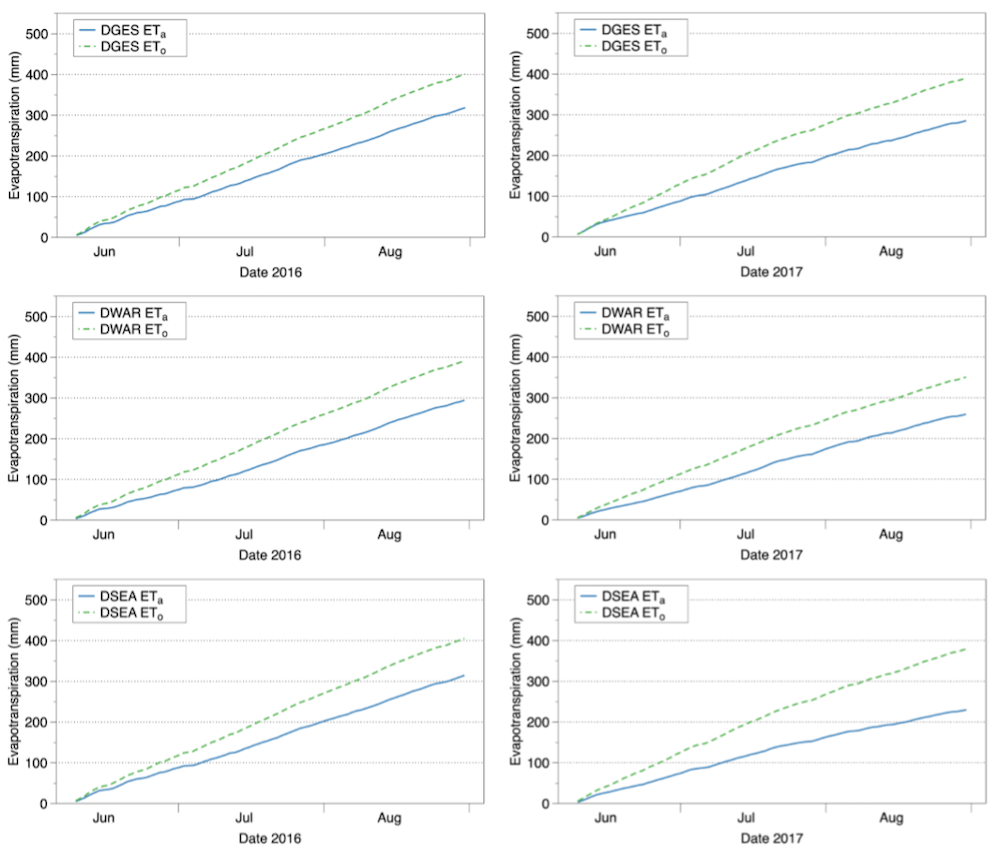 DGES ETa
DGES ETo
500
400
300
200
100
0
Evapotranspiration (mm)
Jun Jul Aug
Date 2016
DGES ETa
DGES ETo
500
400
300
200
100
0
Evapotranspiration (mm)
Jun Jul Aug
Date 2017
DWAR ETa
DWAR ETo
500
400
300
200
100
0
Evapotranspiration (mm)
Jun Jul Aug
Date 2016
DWAR ETa
DWAR ETo
500
400
300
200
100
0
Evapotranspiration (mm)
Jun Jul Aug
Date 2017
DSEA ETa
DSEA ETo
500
400
300
200
100
0
Evapotranspiration (mm)
Jun Jul Aug
Date 2016
DSEA ETa
DSEA ETo
500
400
300
200
100
0
Evapotranspiration (mm)
Jun Jul Aug
Date 2017